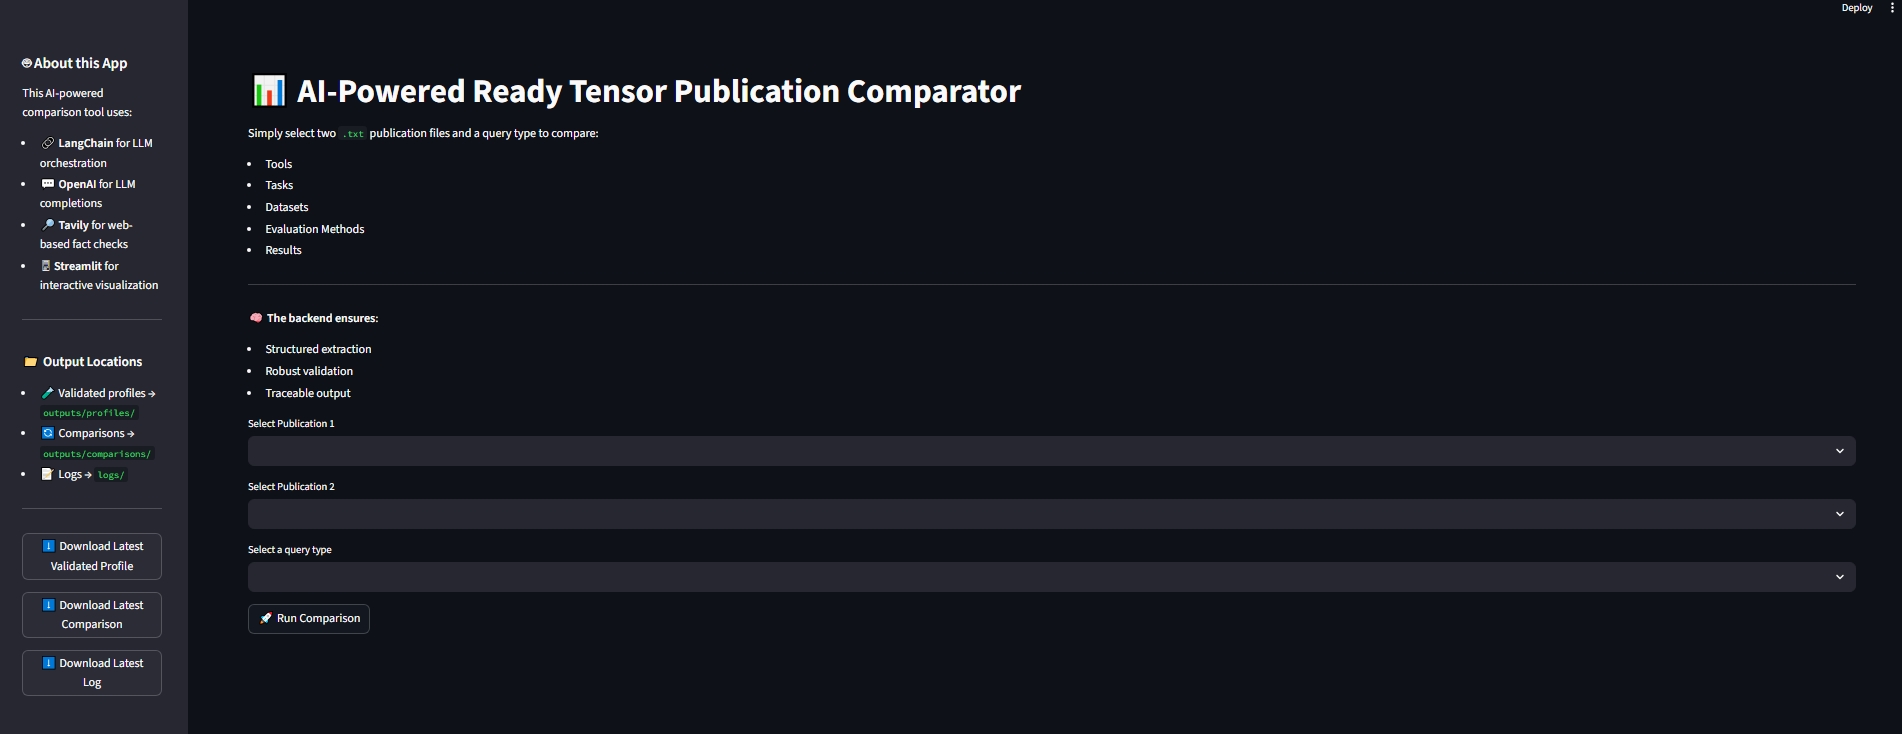 Deploy
About this App
This AI-powered
comparison tool uses:
LangChain for LLM
orchestration
OpenAI for LLM
completions
Tavily for web-
based fact checks
Streamlit for
interactive visualization
Output Locations
Validated profiles →
outputs/profiles/
Comparisons →
outputs/comparisons/
Logs → logs/
Download Latest
Validated Profile
Download Latest
Comparison
Download Latest
Log
AI-Powered Ready Tensor Publication Comparator
Simply select two .txt publication files and a query type to compare:
Tools
Tasks
Datasets
Evaluation Methods
Results
The backend ensures:
Structured extraction
Robust validation
Traceable output
Select Publication 1
Select Publication 2
Select a query type
Run Comparison